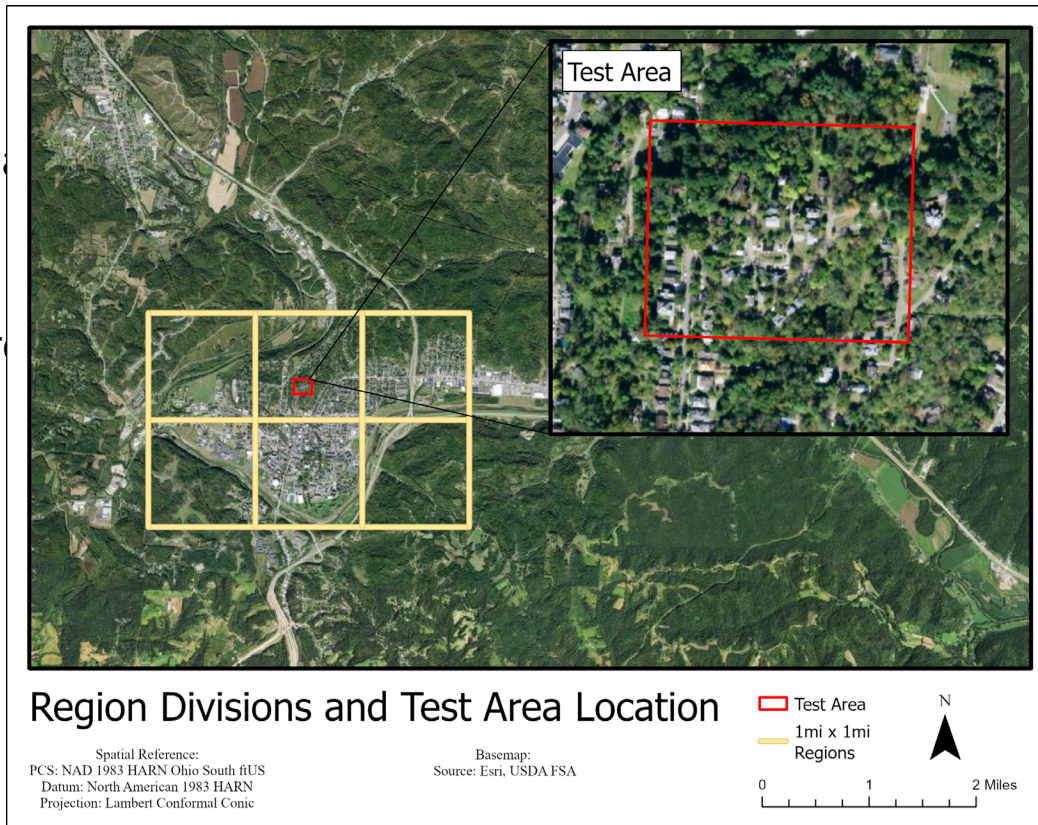 Test Area
Region Divisions and Test Area Location
Spatial Reference:
PCS: NAD 1983 HARN Ohio South ftUS
Datum: North American 1983 HARN
Projection: Lambert Conformal Conic
Basemap:
Source: Esri, USDA FSA
Test Area
1mi x 1mi
Regions
N
0 1 2 Miles